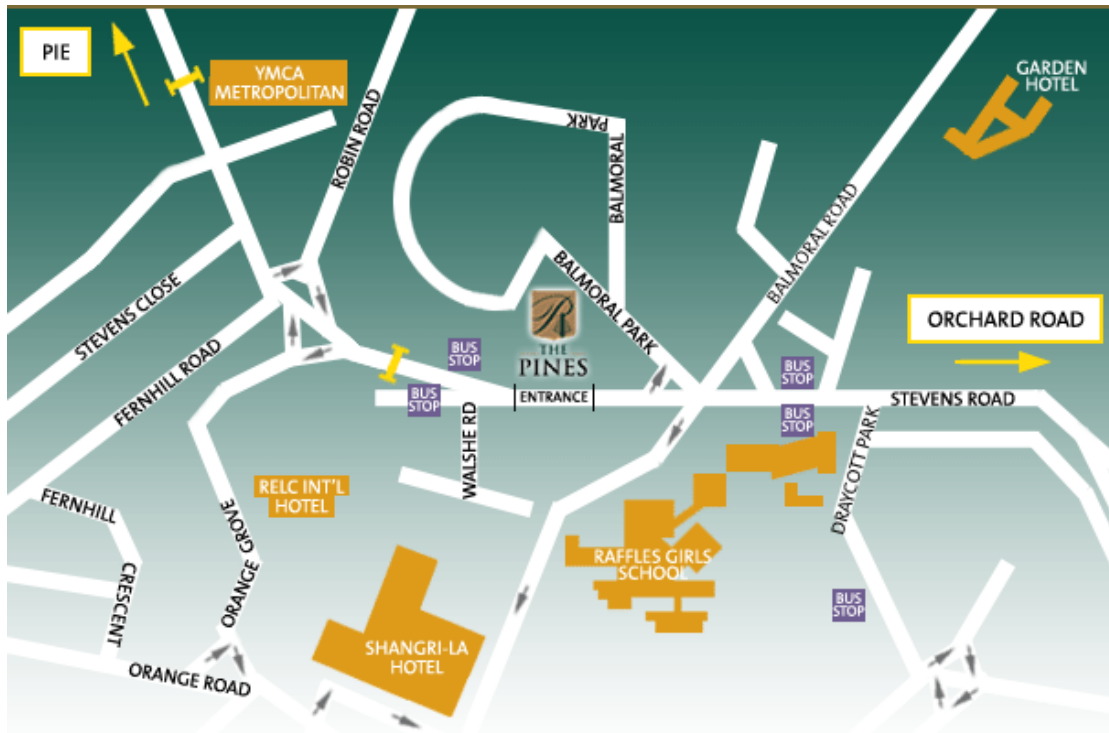 PIE
YMCA
METROPOLITAN
ROBIN ROAD
PARK
BALMORAL
GARDEN
HOTEL
BALMORAL ROAD
STEVENS CLOSE
FERNHILL ROAD
BALMORAL PARK
ORCHARD ROAD
R
THE
PINES
BUS
STOP
BUS
STOP
BUS
STOP
ENTRANCE
STEVENS ROAD
BUS
STOP
WALSHE RD
DRAYCOTT PARK
RELC INT'L
HOTEL
FERNHILL
CRESCENT
ORANGE GROVE
RAFFLES GIRLS
SCHOOL
BUS
STOP
SHANGRI-LA
HOTEL
ORANGE ROAD